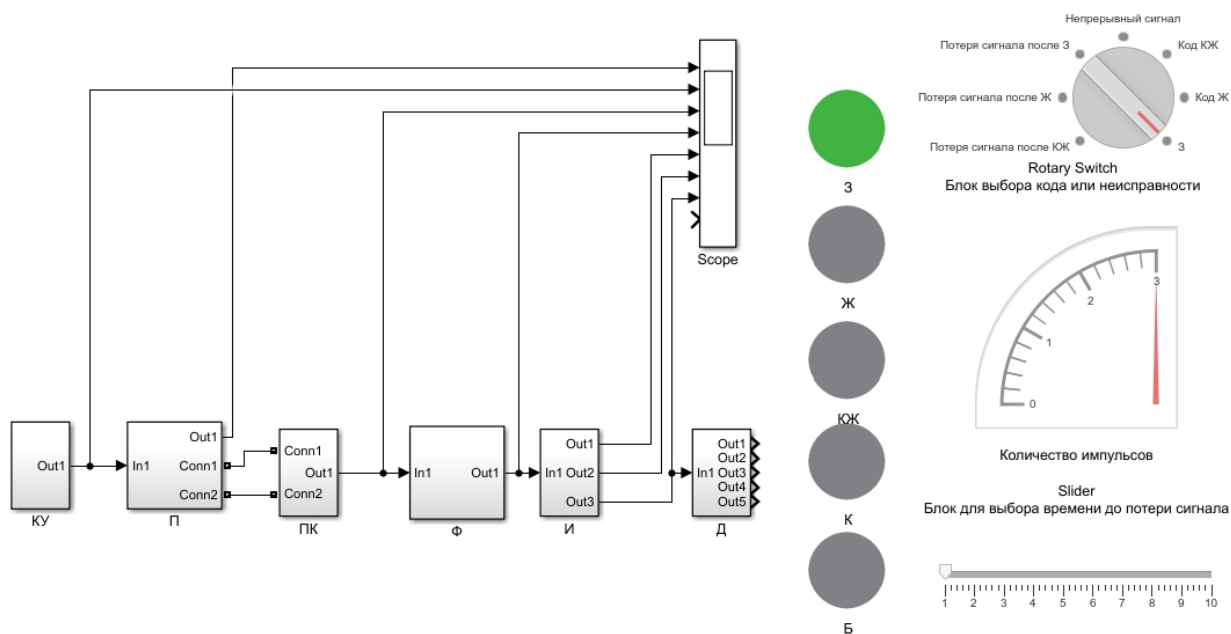 Непрерывный сигнал
Потеря сигнала после З
Код КЖ
Потеря сигнала после Ж
Код Ж
Потеря сигнала после КЖ
З
Rotary Switch
Блок выбора кода или неисправности
Scope
З
Ж
КЖ
К
Б
0
1
2
3
Количество импульсов
Slider
Блок для выбора времени до потери сигнала
1 2 3 4 5 6 7 8 9 10
Out1
КУ
In1
Out1
Conn1
Conn2
П
Conn1
Out1
Conn2
ПК
In1 Out1
Ф
Out1
In1 Out2
Out3
И
Out1
Out2
In1 Out3
Out4
Out5
Д